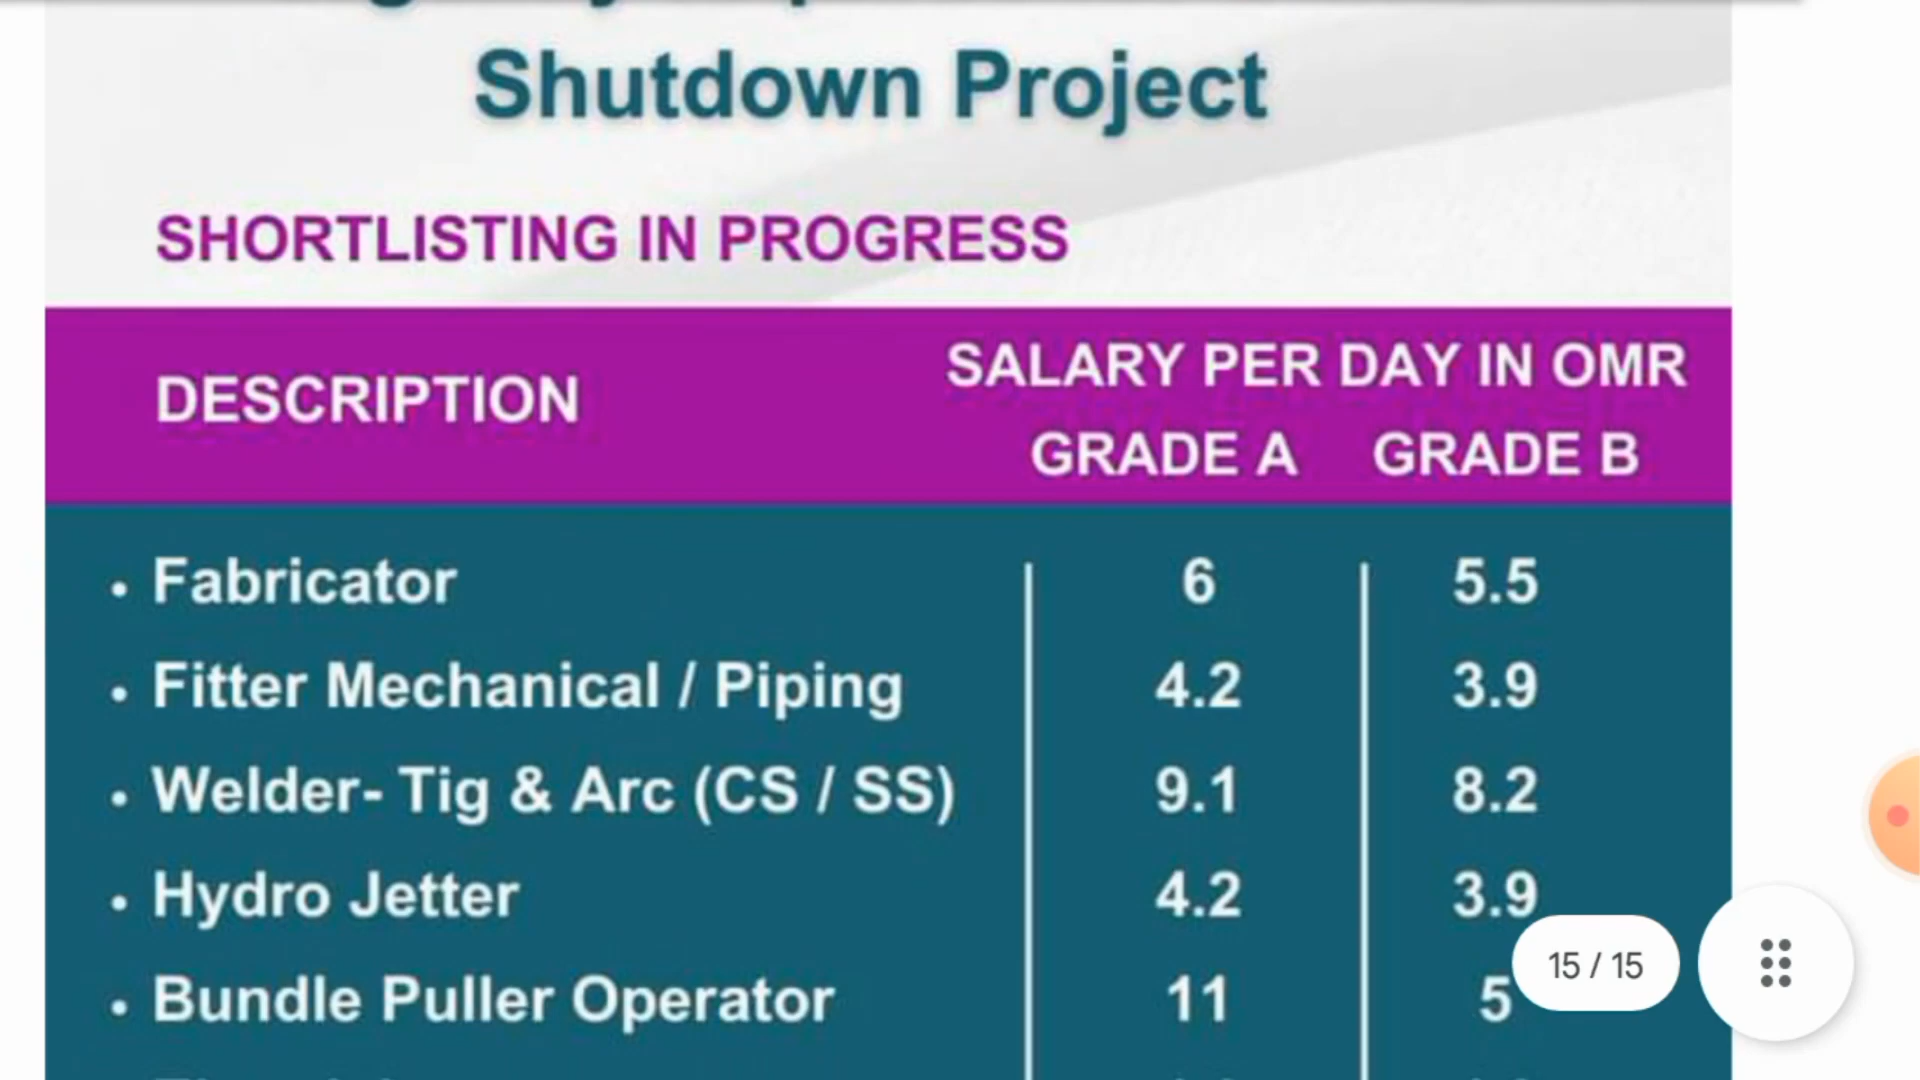 Shutdown Project
SHORTLISTING IN PROGRESS
DESCRIPTION
SALARY PER DAY IN OMR
GRADE A GRADE B
• Fabricator 6 5.5
• Fitter Mechanical / Piping 4.2 3.9
• Welder- Tig & Arc (CS / SS) 9.1 8.2
• Hydro Jetter 4.2 3.9
• Bundle Puller Operator 11 5
15 / 15